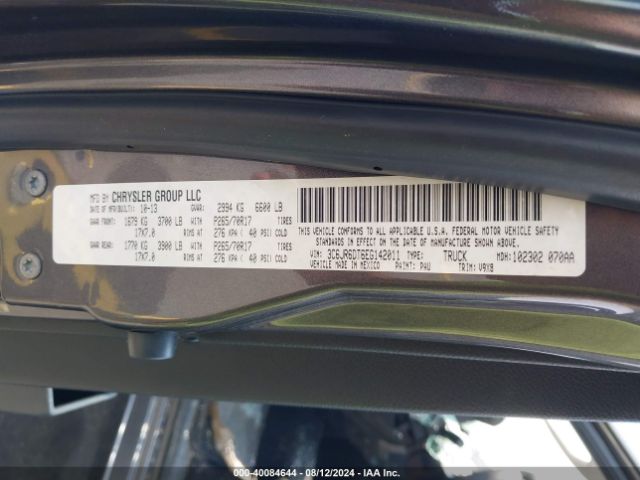 MFD BY CHRYSLER GROUP LLC
DATE OF MFR(BUILT): 10-13 GVWR: 2994 KG 6600 LB
GAWR FRONT: 1679 KG 3700 LB WITH P265/70R17 TIRES
17X7.0 RIMS AT 276 KPA ( 40 PSI) COLD
GAWR REAR: 1770 KG 3900 LB WITH P265/70R17 TIRES
17X7.0 RIMS AT 276 KPA ( 40 PSI) COLD
THIS VEHICLE CONFORMS TO ALL APPLICABLE U.S.A. FEDERAL MOTOR VEHICLE SAFETY
STANDARDS IN EFFECT ON THE DATE OF MANUFACTURE SHOWN ABOVE.
VIN: 3C6JR6DT6EG142011 TYPE: TRUCK MDH: 102302 070AA
VEHICLE MADE IN MEXICO PAINT: PAU TRIM: V9X8
STOCK: 40084644 - 08/12/2024 - IAA Inc.